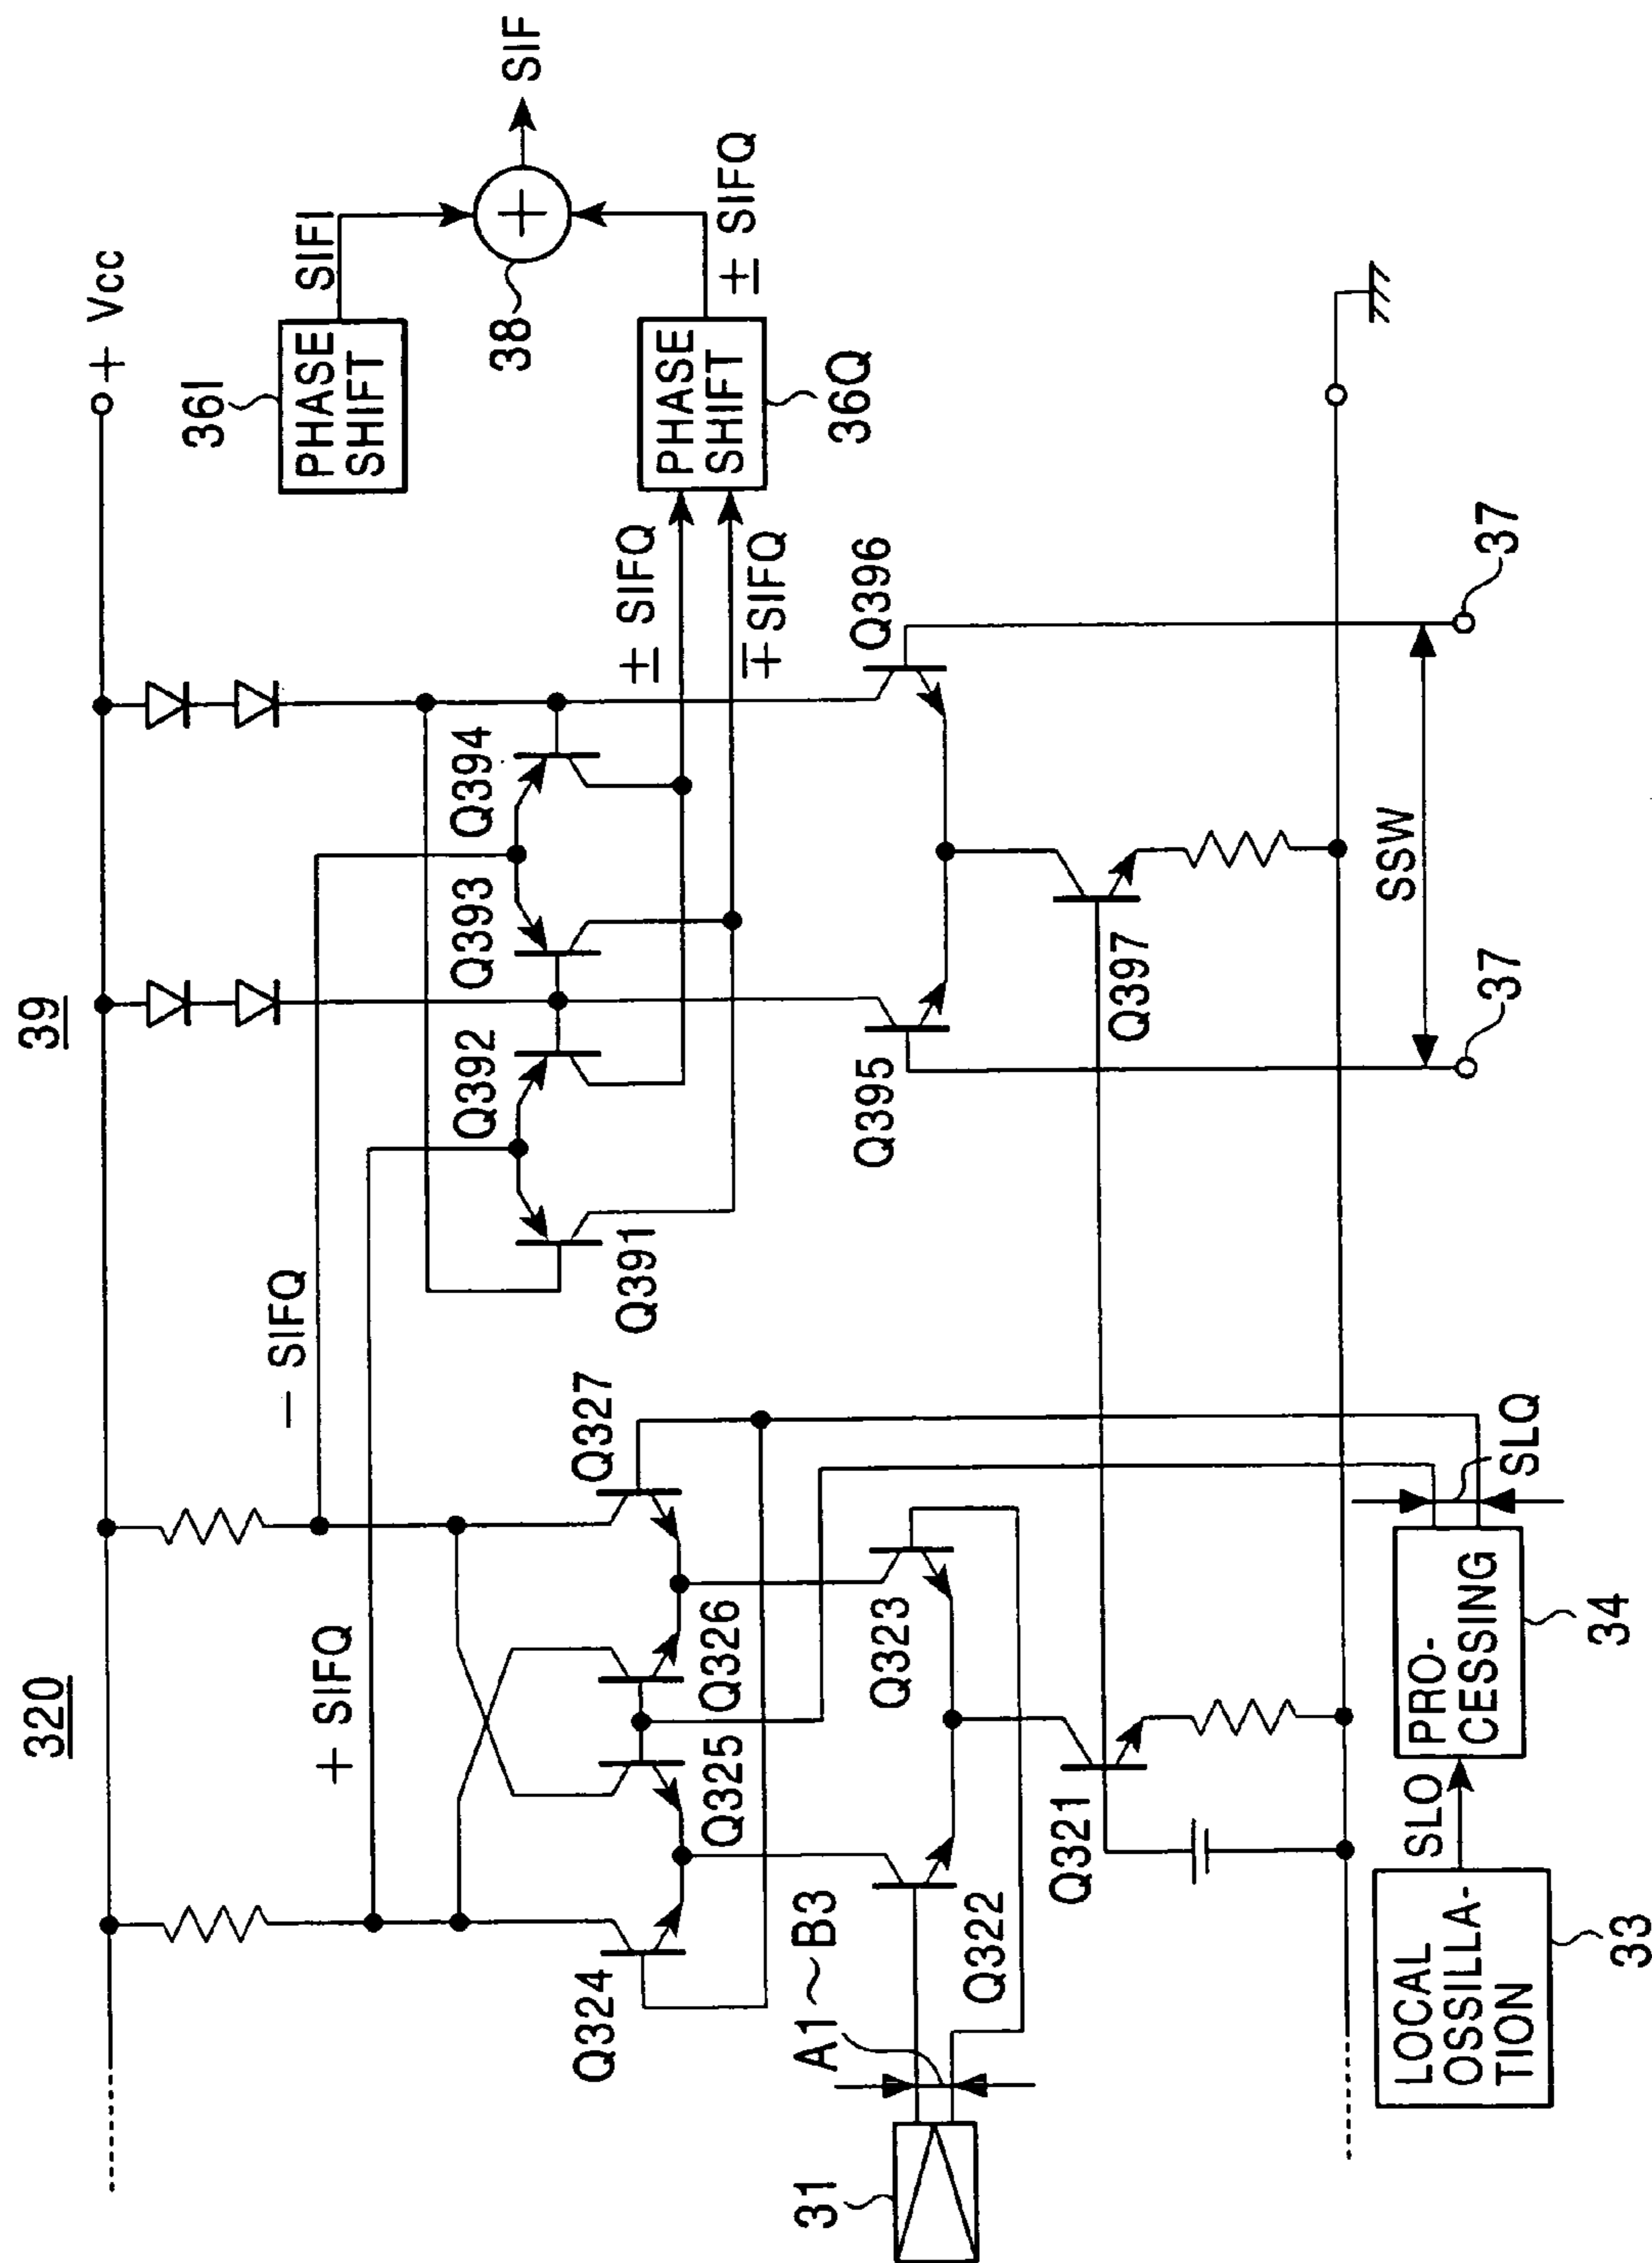 39
320
+ Vcc
36I
PHASE
SHIFT
SIFI
SIF
+
38
± SIFQ
PHASE
SHIFT
36Q
± SIFQ
∓SIFQ
− SIFQ
+ SIFQ
Q391
Q392
Q393
Q394
Q395
Q396
Q397
SSW
37
37
Q324
Q325
Q326
Q327
Q322
Q323
Q321
31
A1~B3
LOCAL
OSSILLA-
TION
33
SLO
PRO-
CESSING
34
SLQ